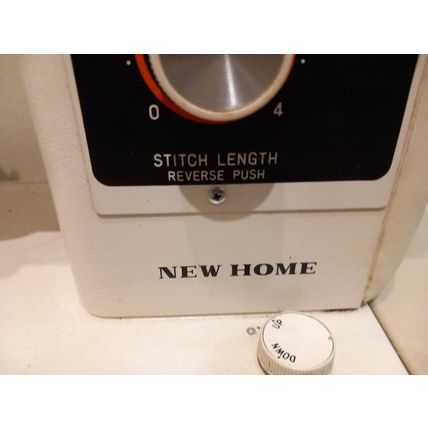 0 4
STITCH LENGTH
REVERSE PUSH
NEW HOME
UP
DOWN